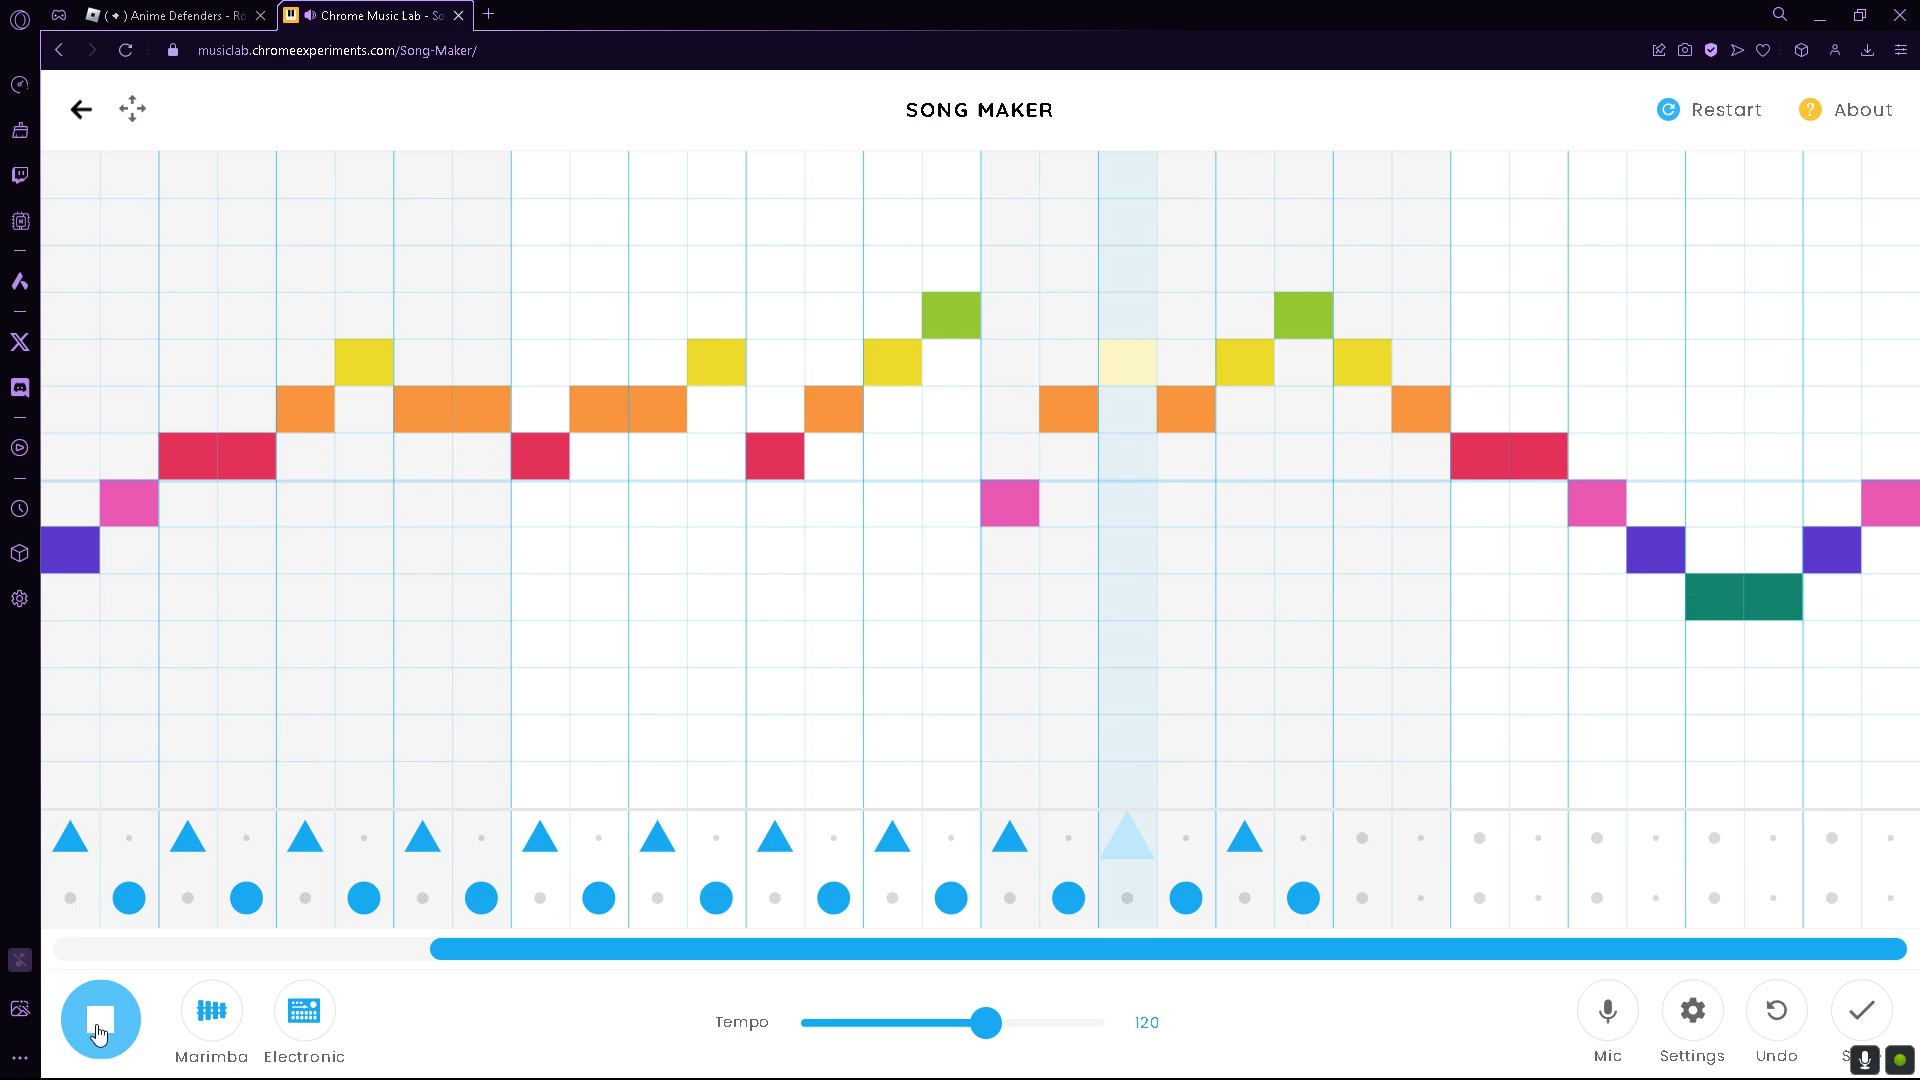 ( ✦ ) Anime Defenders - Ro
Chrome Music Lab - So
musiclab.chromeexperiments.com/Song-Maker/
SONG MAKER
Restart
? About
Tempo
120
Marimba
Electronic
Mic
Settings
Undo